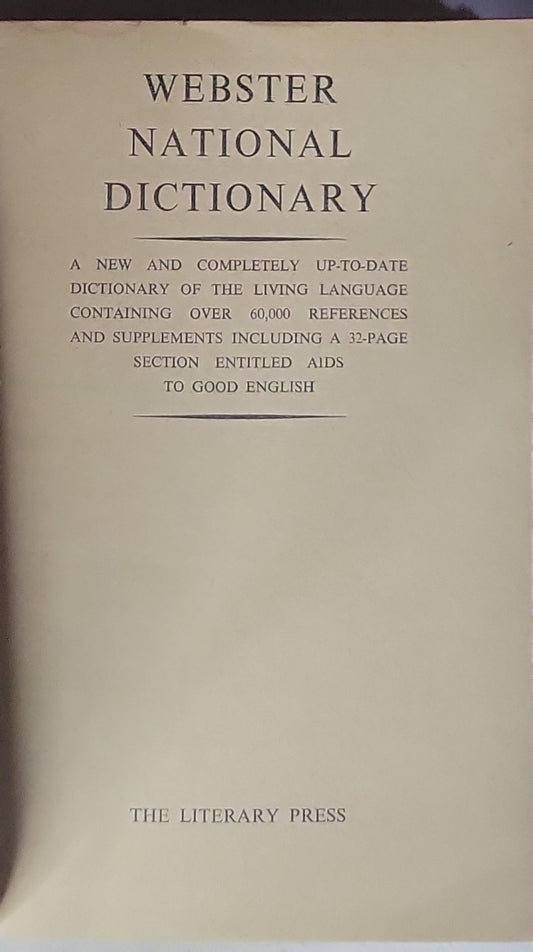 WEBSTER
NATIONAL
DICTIONARY
A NEW AND COMPLETELY UP-TO-DATE
DICTIONARY OF THE LIVING LANGUAGE
CONTAINING OVER 60,000 REFERENCES
AND SUPPLEMENTS INCLUDING A 32-PAGE
SECTION ENTITLED AIDS
TO GOOD ENGLISH
THE LITERARY PRESS